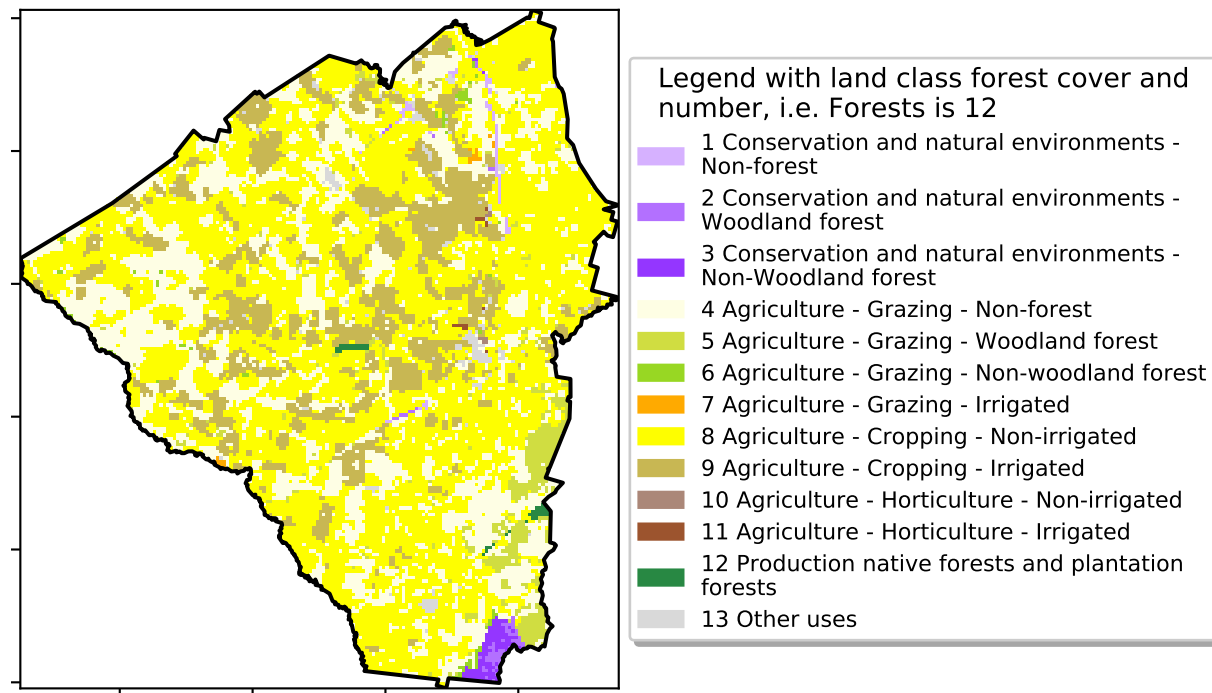 Legend with land class forest cover and
number, i.e. Forests is 12
1 Conservation and natural environments -
Non-forest
2 Conservation and natural environments -
Woodland forest
3 Conservation and natural environments -
Non-Woodland forest
4 Agriculture - Grazing - Non-forest
5 Agriculture - Grazing - Woodland forest
6 Agriculture - Grazing - Non-woodland forest
7 Agriculture - Grazing - Irrigated
8 Agriculture - Cropping - Non-irrigated
9 Agriculture - Cropping - Irrigated
10 Agriculture - Horticulture - Non-irrigated
11 Agriculture - Horticulture - Irrigated
12 Production native forests and plantation
forests
13 Other uses